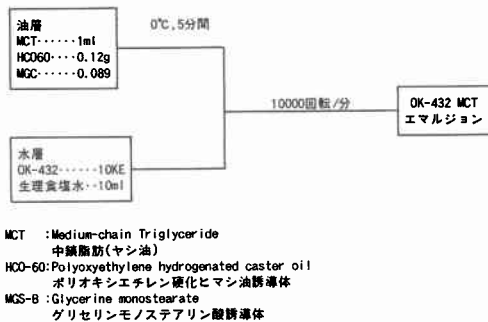 油層
MCT・・・・・・1ml
HCO60・・・・0.12g
MGC・・・・・・0.089
0℃,5分間
10000回転/分
OK-432 MCT
エマルジョン
水層
OK-432・・・・・・10KE
生理食塩水・・10ml
MCT :Medium-chain Triglyceride
中鎖脂肪(ヤシ油)
HCO-60:Polyoxyethylene hydrogenated caster oil
ポリオキシエチレン硬化ヒマシ油誘導体
MGS-B :Glycerine monostearate
グリセリンモノステアリン酸誘導体